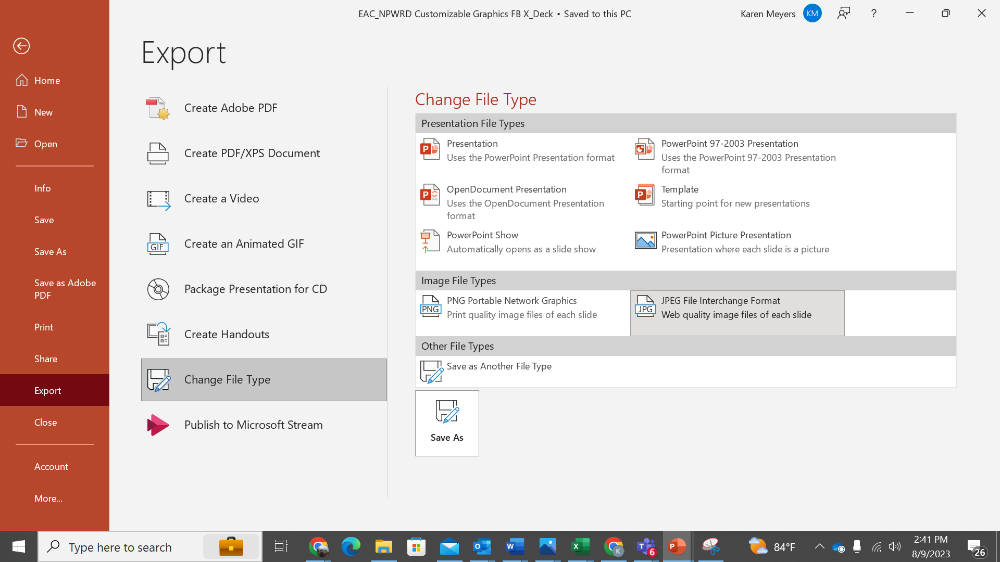 EAC_NPWRD Customizable Graphics FB X_Deck • Saved to this PC
Karen Meyers
KM
?
Export
Home
New
Open
Info
Save
Save As
Save as Adobe
PDF
Print
Share
Export
Close
Account
More...
Create Adobe PDF
Create PDF/XPS Document
Create a Video
GIF
Create an Animated GIF
Package Presentation for CD
Create Handouts
Change File Type
Publish to Microsoft Stream
Change File Type
Presentation File Types
P
Presentation
Uses the PowerPoint Presentation format
PowerPoint 97-2003 Presentation
Uses the PowerPoint 97-2003 Presentation
format
P
OpenDocument Presentation
Uses the OpenDocument Presentation
format
P
Template
Starting point for new presentations
PowerPoint Show
Automatically opens as a slide show
PowerPoint Picture Presentation
Presentation where each slide is a picture
Image File Types
PNG
PNG Portable Network Graphics
Print quality image files of each slide
JPG
JPEG File Interchange Format
Web quality image files of each slide
Other File Types
Save as Another File Type
Save As
Type here to search
O
W
X
K
T
6
P
84°F
2:41 PM
8/9/2023
26